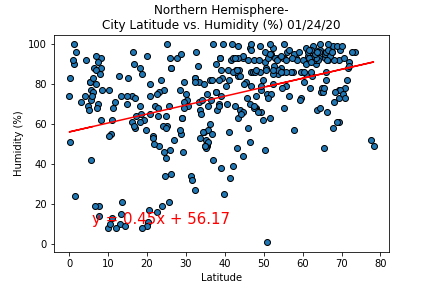 Northern Hemisphere-
City Latitude vs. Humidity (%) 01/24/20
100
80
60
40
20
0
Humidity (%)
y = 0.45x + 56.17
0 10 20 30 40 50 60 70 80
Latitude